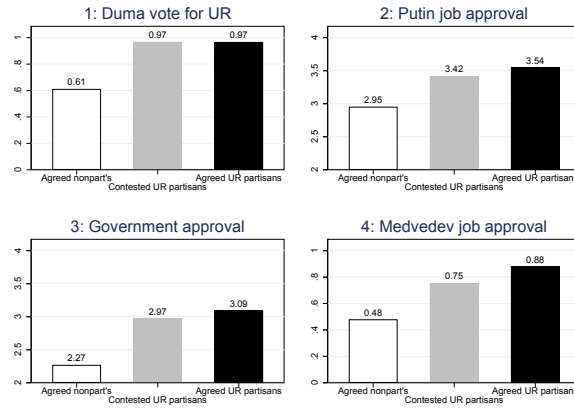 1: Duma vote for UR
0 .2 .4 .6 .8 1
0.61
0.97
0.97
Agreed nonpart's
Contested UR partisans
Agreed UR partisans
2: Putin job approval
2 2.5 3 3.5 4
2.95
3.42
3.54
Agreed nonpart's
Contested UR partisans
Agreed UR partisan
3: Government approval
2 2.5 3 3.5 4
2.27
2.97
3.09
Agreed nonpart's
Contested UR partisans
Agreed UR partisans
4: Medvedev job approval
0 .2 .4 .6 .8 1
0.48
0.75
0.88
Agreed nonpart's
Contested UR partisans
Agreed UR partisans